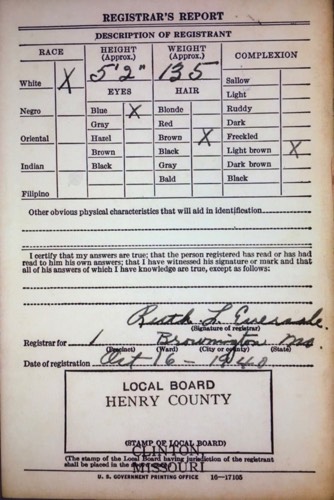 REGISTRAR'S REPORT
DESCRIPTION OF REGISTRANT
RACE HEIGHT (Approx.) WEIGHT (Approx.) COMPLEXION
5'2" 135
White X EYES HAIR Sallow
Light
Negro Blue X Blonde Ruddy
Gray Red Dark
Oriental Hazel Brown X Freckled
Brown Black Light brown X
Indian Black Gray Dark brown
Bald Black
Filipino
Other obvious physical characteristics that will aid in identification
I certify that my answers are true; that the person registered has read or has had
read to him his own answers; that I have witnessed his signature or mark and that
all of his answers of which I have knowledge are true, except as follows:
Ruth L. Eversole
(Signature of registrar)
Registrar for 1 Brownington Mo.
(Precinct) (Ward) (City or county) (State)
Date of registration Oct 16 - 1940
LOCAL BOARD
HENRY COUNTY
(STAMP OF LOCAL BOARD)
CLINTON,
(The stamp of the Local Board having jurisdiction of the registrant
shall be placed in the above space.)
MISSOURI
U. S. GOVERNMENT PRINTING OFFICE 16—17105